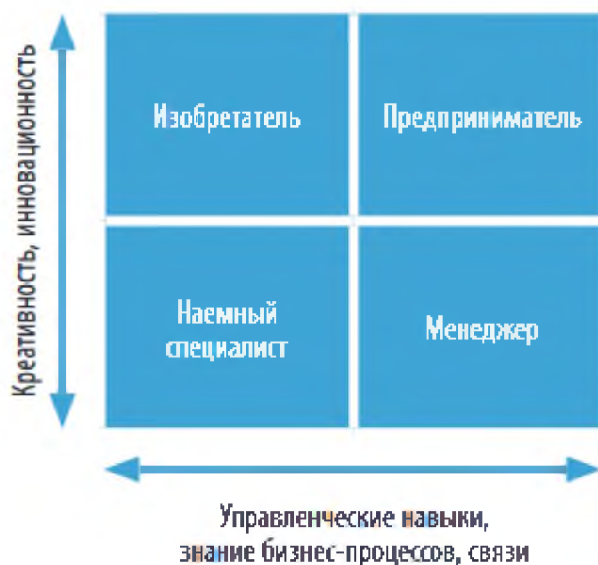 Креативность, инновационность
Изобретатель
Предприниматель
Наемный
специалист
Менеджер
Управленческие навыки,
знание бизнес-процессов, связи